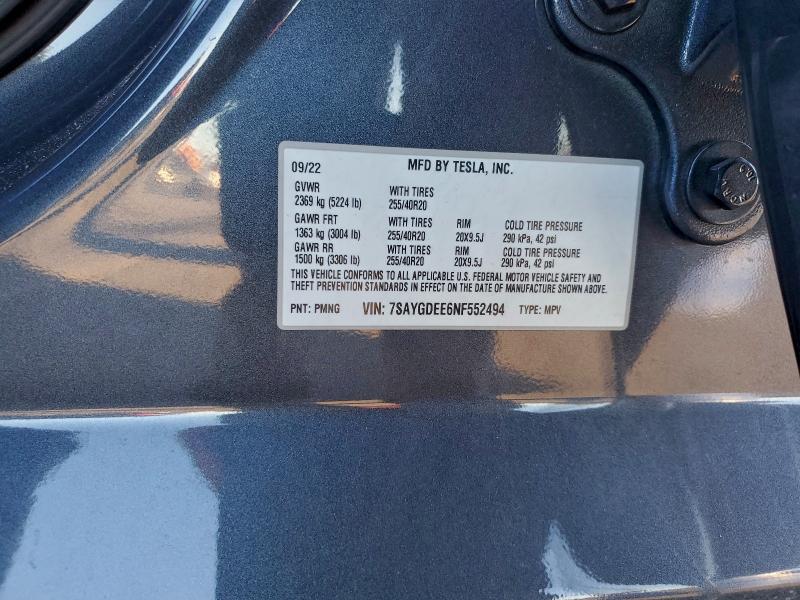 09/22 MFD BY TESLA, INC.
GVWR WITH TIRES
2369 kg (5224 lb) 255/40R20
GAWR FRT WITH TIRES RIM COLD TIRE PRESSURE
1363 kg (3004 lb) 255/40R20 20X9.5J 290 kPa, 42 psi
GAWR RR WITH TIRES RIM COLD TIRE PRESSURE
1500 kg (3306 lb) 255/40R20 20X9.5J 290 kPa, 42 psi
THIS VEHICLE CONFORMS TO ALL APPLICABLE U.S. FEDERAL MOTOR VEHICLE SAFETY AND
THEFT PREVENTION STANDARDS IN EFFECT ON THE DATE OF MANUFACTURE SHOWN ABOVE.
PNT: PMNG VIN: 7SAYGDEE6NF552494 TYPE: MPV